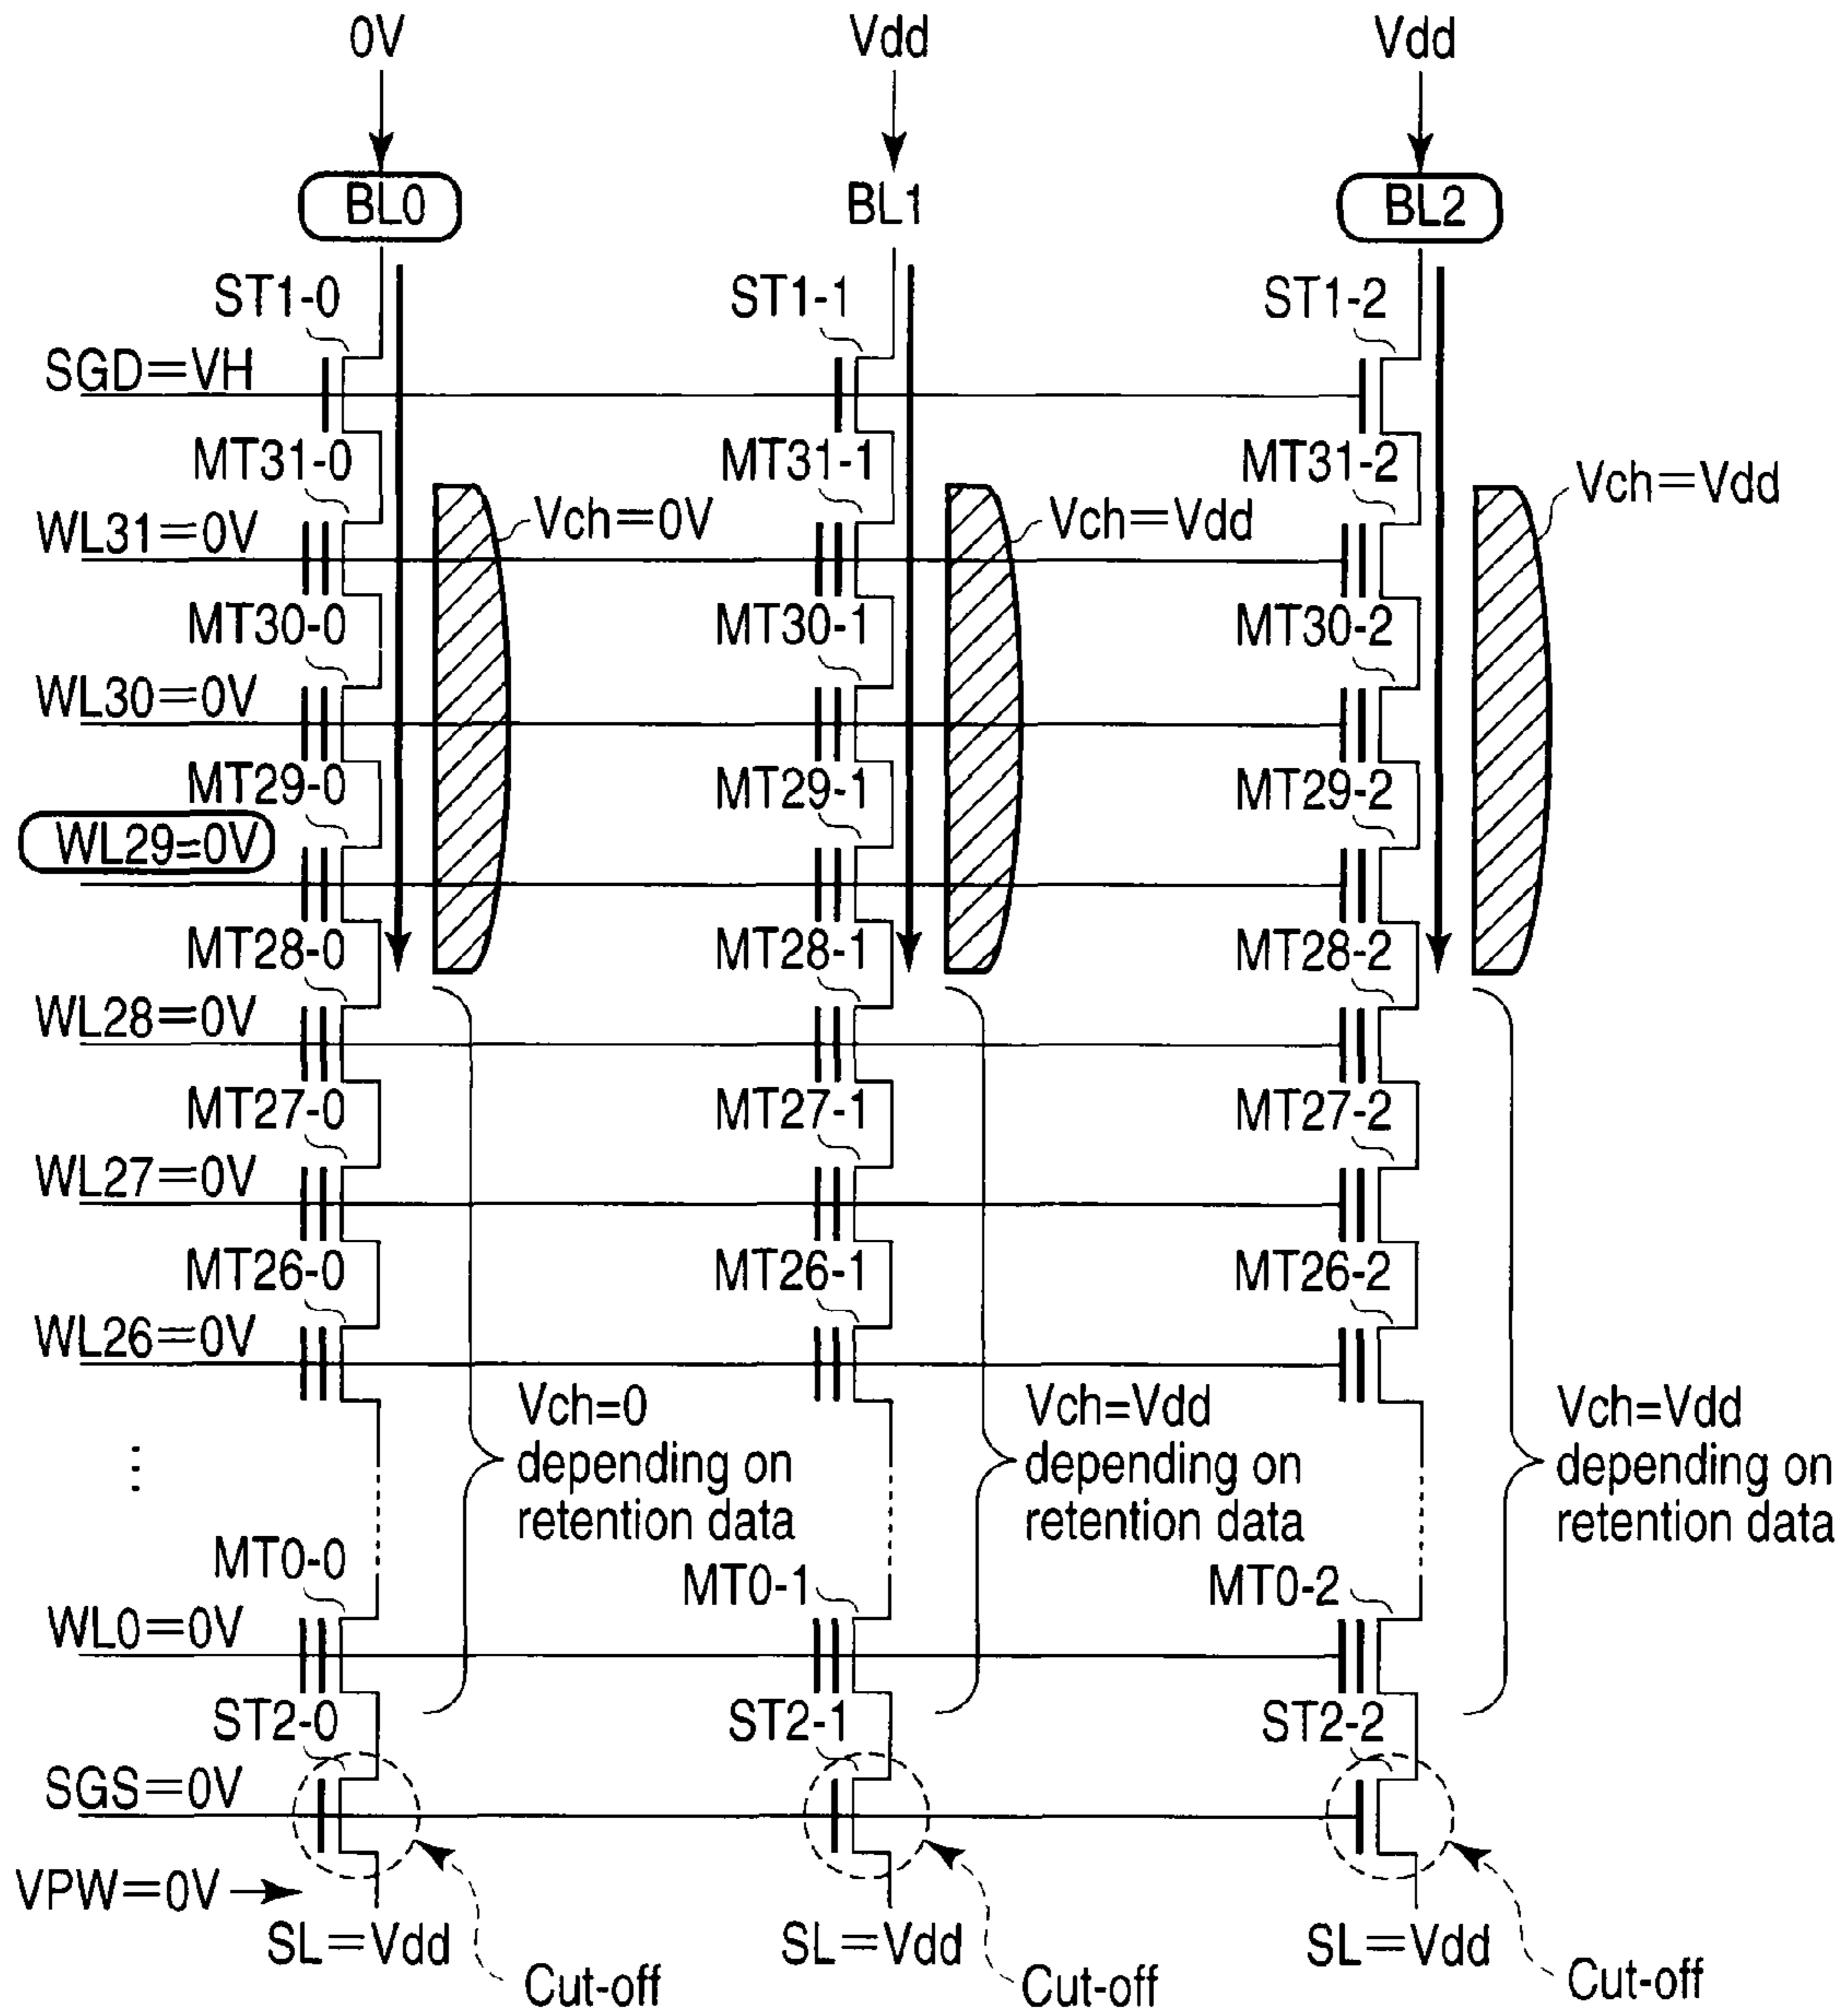 0V Vdd Vdd
BL0 BL1 BL2
ST1-0 ST1-1 ST1-2
SGD=VH
MT31-0 MT31-1 MT31-2
Vch=Vdd
WL31=0V Vch=0V Vch=Vdd
MT30-0 MT30-1 MT30-2
WL30=0V
MT29-0 MT29-1 MT29-2
WL29=0V
MT28-0 MT28-1 MT28-2
WL28=0V
MT27-0 MT27-1 MT27-2
WL27=0V
MT26-0 MT26-1 MT26-2
WL26=0V
Vch=0
depending on
retention data
Vch=Vdd
depending on
retention data
Vch=Vdd
depending on
retention data
MT0-0 MT0-1 MT0-2
WL0=0V
ST2-0 ST2-1 ST2-2
SGS=0V
VPW=0V
SL=Vdd SL=Vdd SL=Vdd
Cut-off Cut-off Cut-off